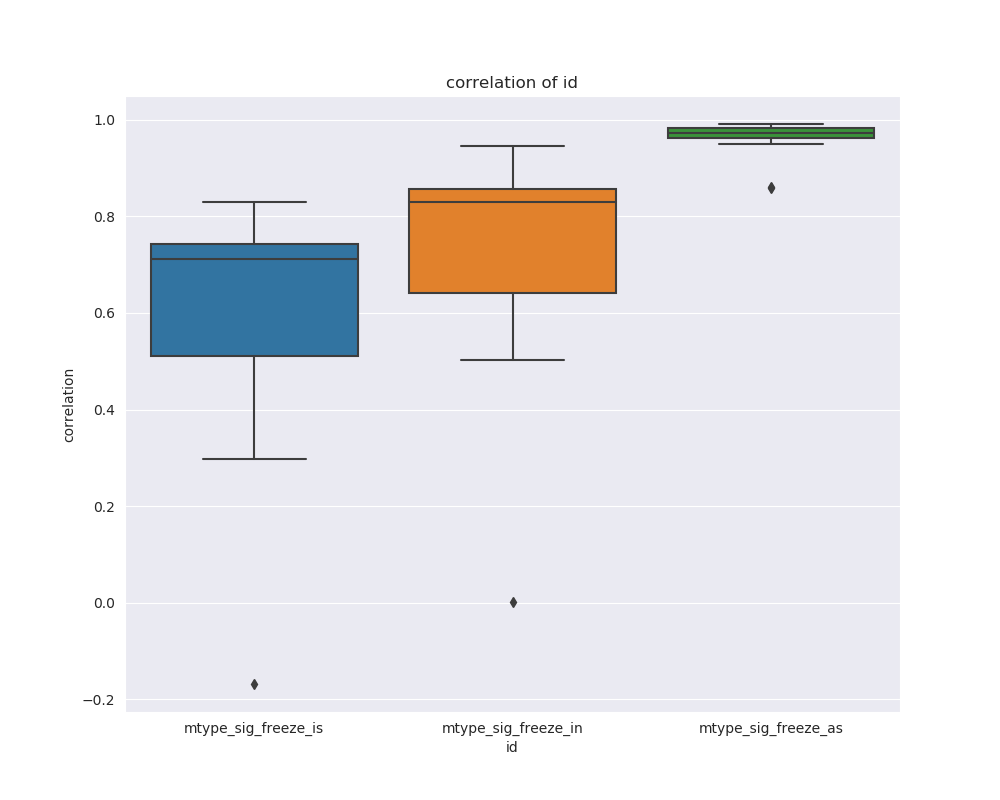 correlation of id
1.0
0.8
0.6
0.4
0.2
0.0
−0.2
correlation
mtype_sig_freeze_is
mtype_sig_freeze_in
mtype_sig_freeze_as
id